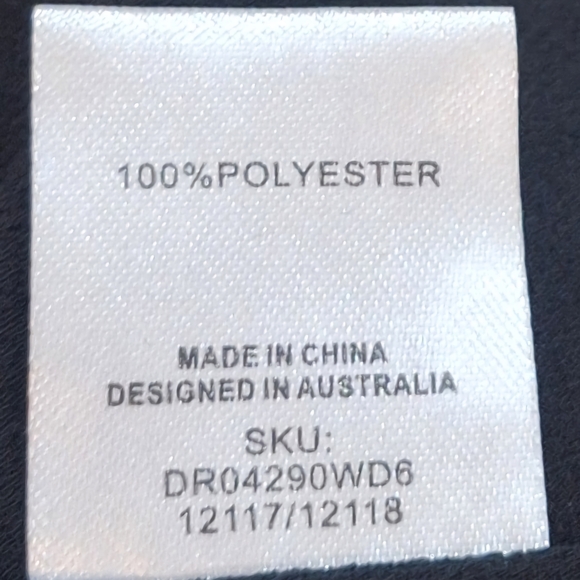 100%POLYESTER
MADE IN CHINA
DESIGNED IN AUSTRALIA
SKU:
DR04290WD6
12117/12118